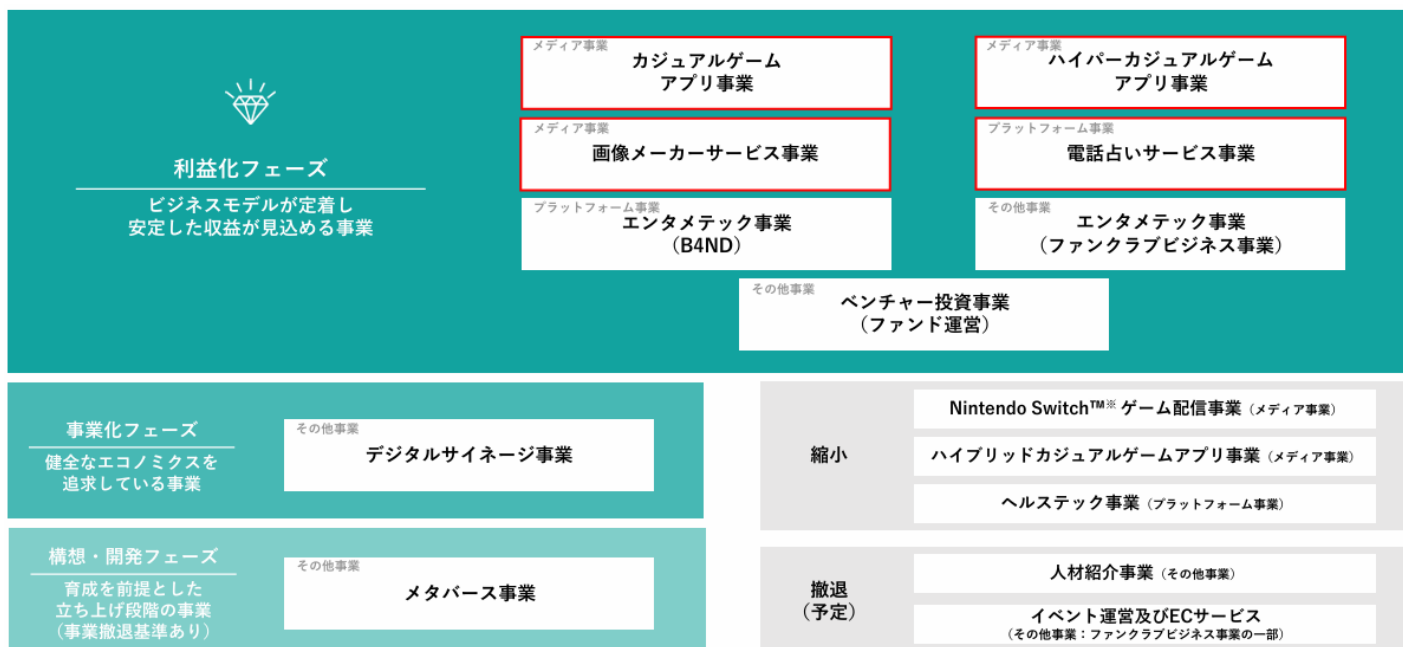 利益化フェーズ
ビジネスモデルが定着し
安定した収益が見込める事業
メディア事業
カジュアルゲーム
アプリ事業
メディア事業
ハイパーカジュアルゲーム
アプリ事業
メディア事業
画像メーカーサービス事業
プラットフォーム事業
電話占いサービス事業
プラットフォーム事業
エンタメテック事業
(B4ND)
その他事業
エンタメテック事業
(ファンクラブビジネス事業)
その他事業
ベンチャー投資事業
(ファンド運営)
事業化フェーズ
健全なエコノミクスを
追求している事業
その他事業
デジタルサイネージ事業
構想・開発フェーズ
育成を前提とした
立ち上げ段階の事業
(事業撤退基準あり)
その他事業
メタバース事業
縮小
Nintendo Switch™※ ゲーム配信事業(メディア事業)
ハイブリッドカジュアルゲームアプリ事業(メディア事業)
ヘルステック事業(プラットフォーム事業)
撤退
(予定)
人材紹介事業(その他事業)
イベント運営及びECサービス
(その他事業:ファンクラブビジネス事業の一部)